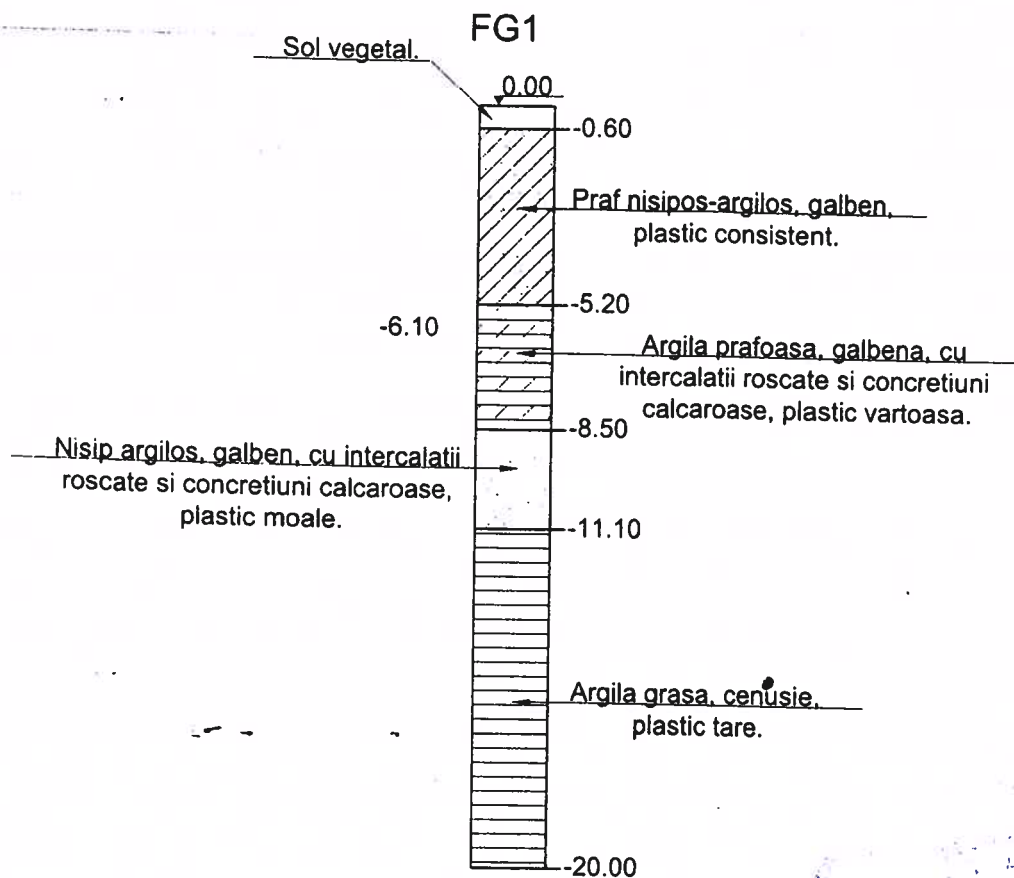 FG1
Sol vegetal.
0.00
-0.60
Praf nisipos-argilos, galben,
plastic consistent.
-5.20
-6.10
Argila prafoasa, galbena, cu
intercalatii roscate si concretiuni
calcaroase, plastic vartoasa.
-8.50
Nisip argilos, galben, cu intercalatii
roscate si concretiuni calcaroase,
plastic moale.
-11.10
Argila grasa, cenusie,
plastic tare.
-20.00